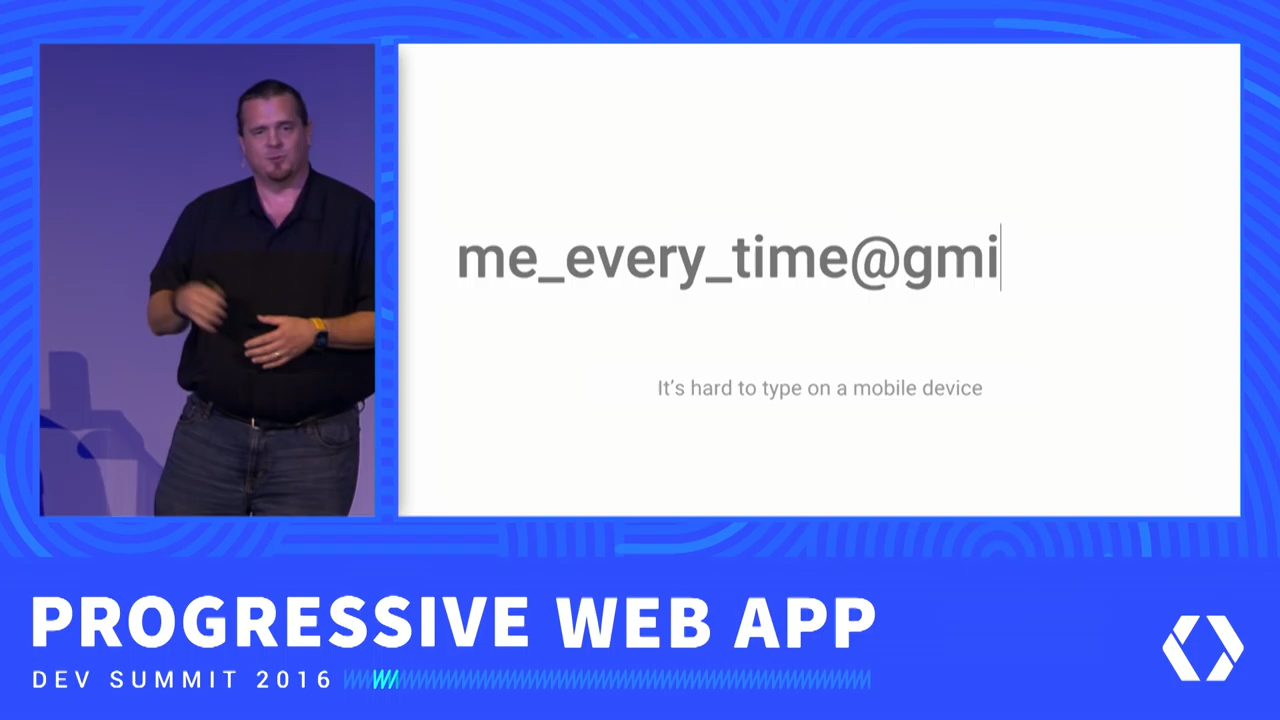 me_every_time@gmi
It's hard to type on a mobile device
PROGRESSIVE WEB APP
DEV SUMMIT 2016